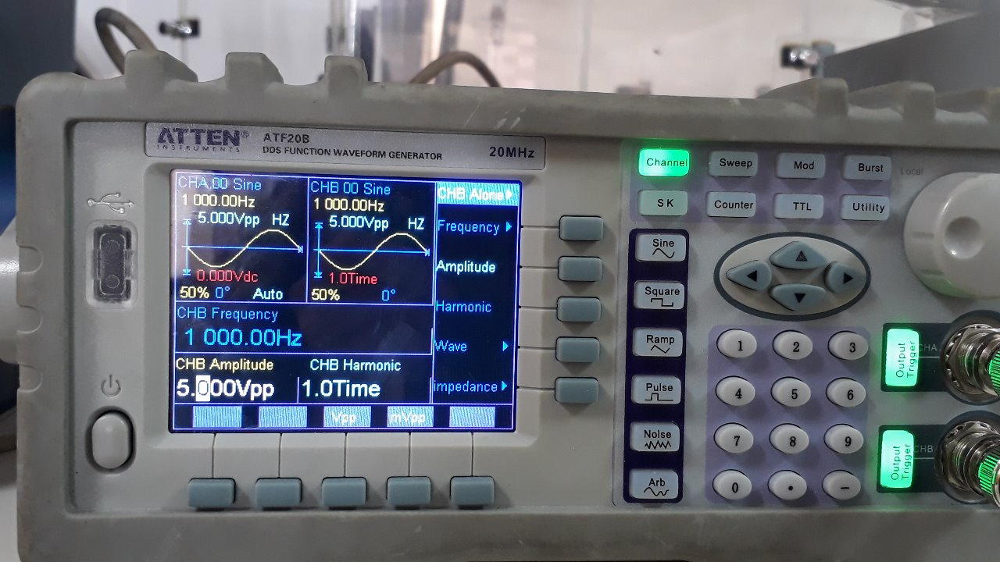 ATTEN®
INSTRUMENTS
ATF20B
DDS FUNCTION WAVEFORM GENERATOR
20MHz
CHA 00 Sine
1 000.00Hz
5.000Vpp HZ
0.000Vdc
50% 0° Auto
CHB 00 Sine
1 000.00Hz
5.000Vpp HZ
1.0Time
50% 0°
CHB Alone
Frequency
Amplitude
Harmonic
Wave
impedance
CHB Frequency
1 000.00Hz
CHB Amplitude
5.000Vpp
CHB Harmonic
1.0Time
Vpp
mVpp
Channel
Sweep
Mod
Burst
Local
SK
Counter
TTL
Utility
Sine
Square
Ramp
Pulse
Noise
Arb
1 2 3
4 5 6
7 8 9
0 • −
Output
Trigger
CHA
Output
Trigger
CHB